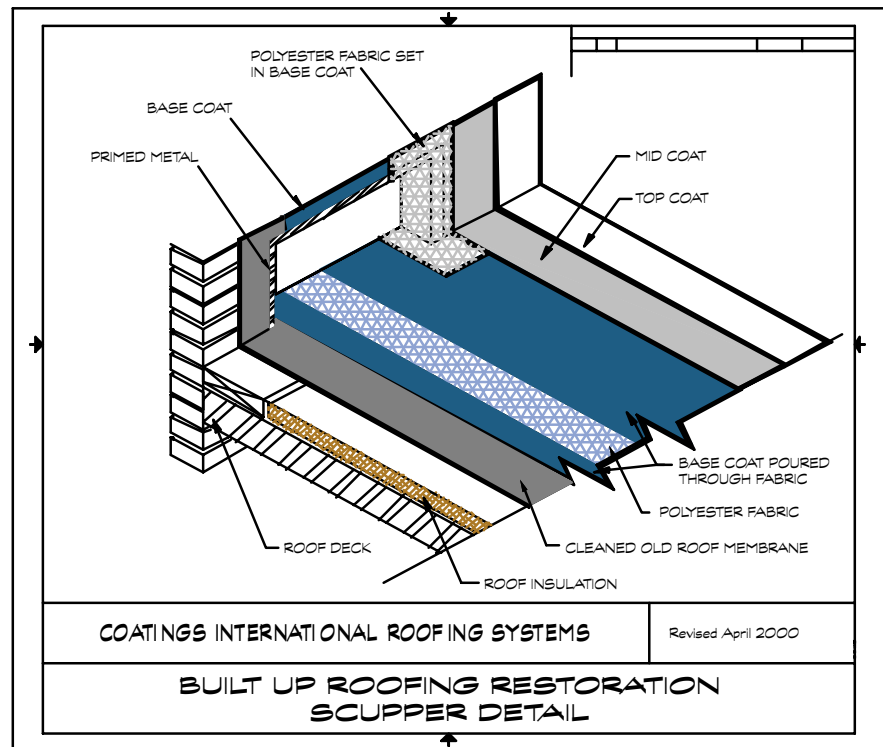 POLYESTER FABRIC SET
IN BASE COAT
BASE COAT
PRIMED METAL
MID COAT
TOP COAT
BASE COAT POURED
THROUGH FABRIC
POLYESTER FABRIC
CLEANED OLD ROOF MEMBRANE
ROOF DECK
ROOF INSULATION
COATINGS INTERNATIONAL ROOFING SYSTEMS
Revised April 2000
BUILT UP ROOFING RESTORATION
SCUPPER DETAIL